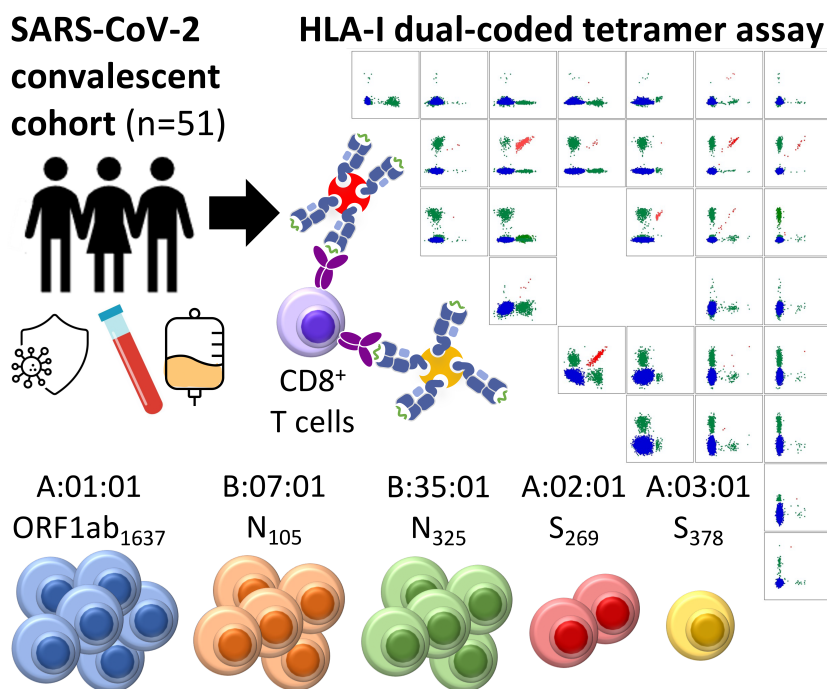 SARS-CoV-2
convalescent
cohort (n=51)
HLA-I dual-coded tetramer assay
CD8⁺
T cells
A:01:01
ORF1ab₁₆₃₇
B:07:01
N₁₀₅
B:35:01
N₃₂₅
A:02:01
S₂₆₉
A:03:01
S₃₇₈